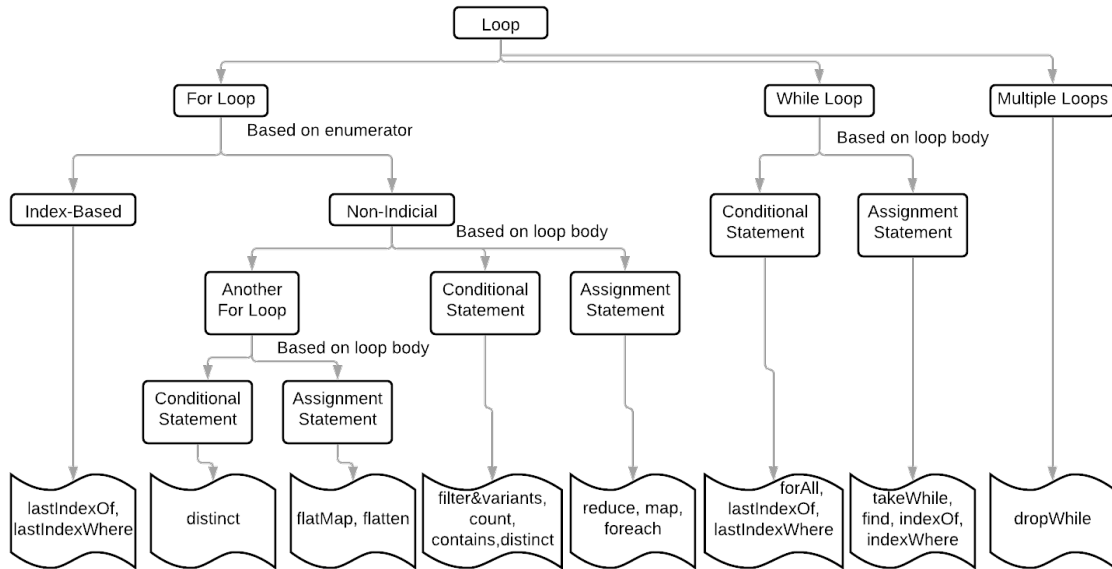 Loop
For Loop
While Loop
Multiple Loops
Based on enumerator
Based on loop body
Index-Based
Non-Indicial
Conditional
Statement
Assignment
Statement
Based on loop body
Another
For Loop
Conditional
Statement
Assignment
Statement
Based on loop body
Conditional
Statement
Assignment
Statement
lastIndexOf,
lastIndexWhere
distinct
flatMap, flatten
filter&variants,
count,
contains,distinct
reduce, map,
foreach
forAll,
lastIndexOf,
lastIndexWhere
takeWhile,
find, indexOf,
indexWhere
dropWhile